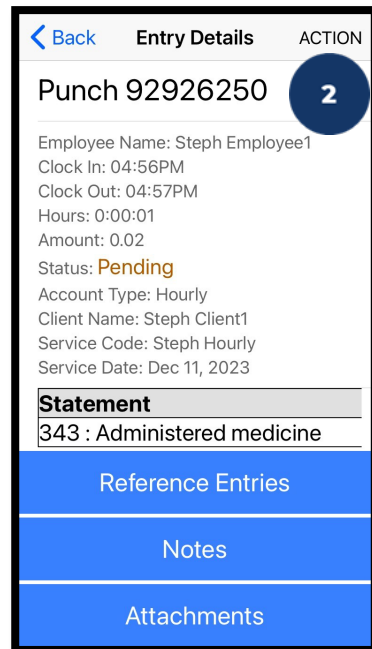 Back Entry Details ACTION
Punch 92926250
2
Employee Name: Steph Employee1
Clock In: 04:56PM
Clock Out: 04:57PM
Hours: 0:00:01
Amount: 0.02
Status: Pending
Account Type: Hourly
Client Name: Steph Client1
Service Code: Steph Hourly
Service Date: Dec 11, 2023
Statement
343 : Administered medicine
Reference Entries
Notes
Attachments